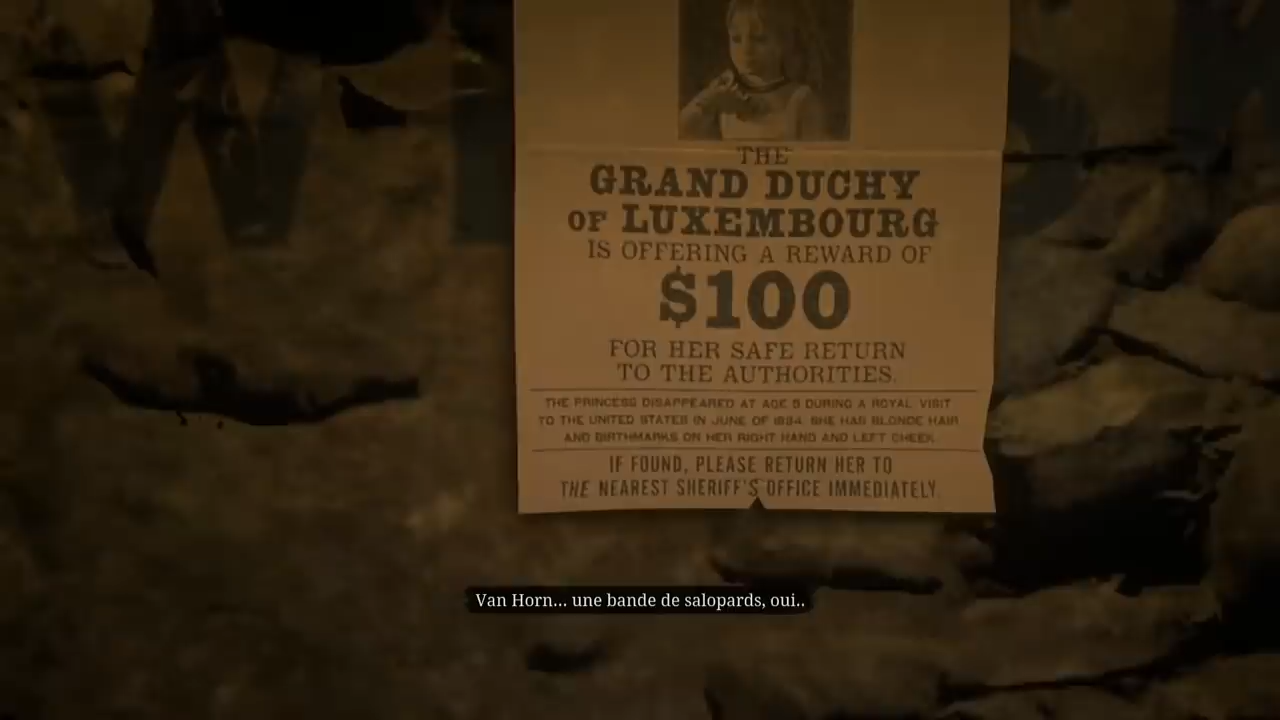 THE
GRAND DUCHY
OF LUXEMBOURG
IS OFFERING A REWARD OF
$100
FOR HER SAFE RETURN
TO THE AUTHORITIES.
THE PRINCESS DISAPPEARED AT AGE 5 DURING A ROYAL VISIT
TO THE UNITED STATES IN JUNE OF 1884. SHE HAS BLONDE HAIR
AND BIRTHMARKS ON HER RIGHT HAND AND LEFT CHEEK.
IF FOUND, PLEASE RETURN HER TO
THE NEAREST SHERIFF'S OFFICE IMMEDIATELY.
Van Horn... une bande de salopards, oui..